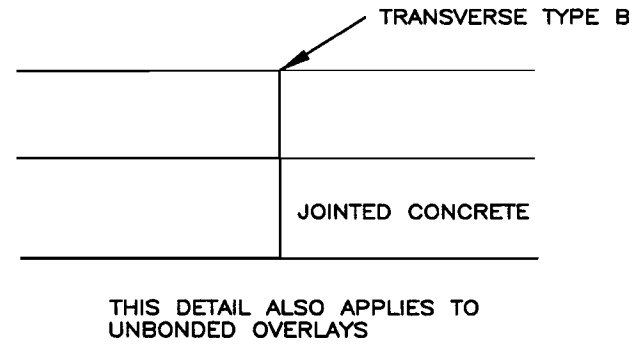 TRANSVERSE TYPE B
JOINTED CONCRETE
THIS DETAIL ALSO APPLIES TO
UNBONDED OVERLAYS